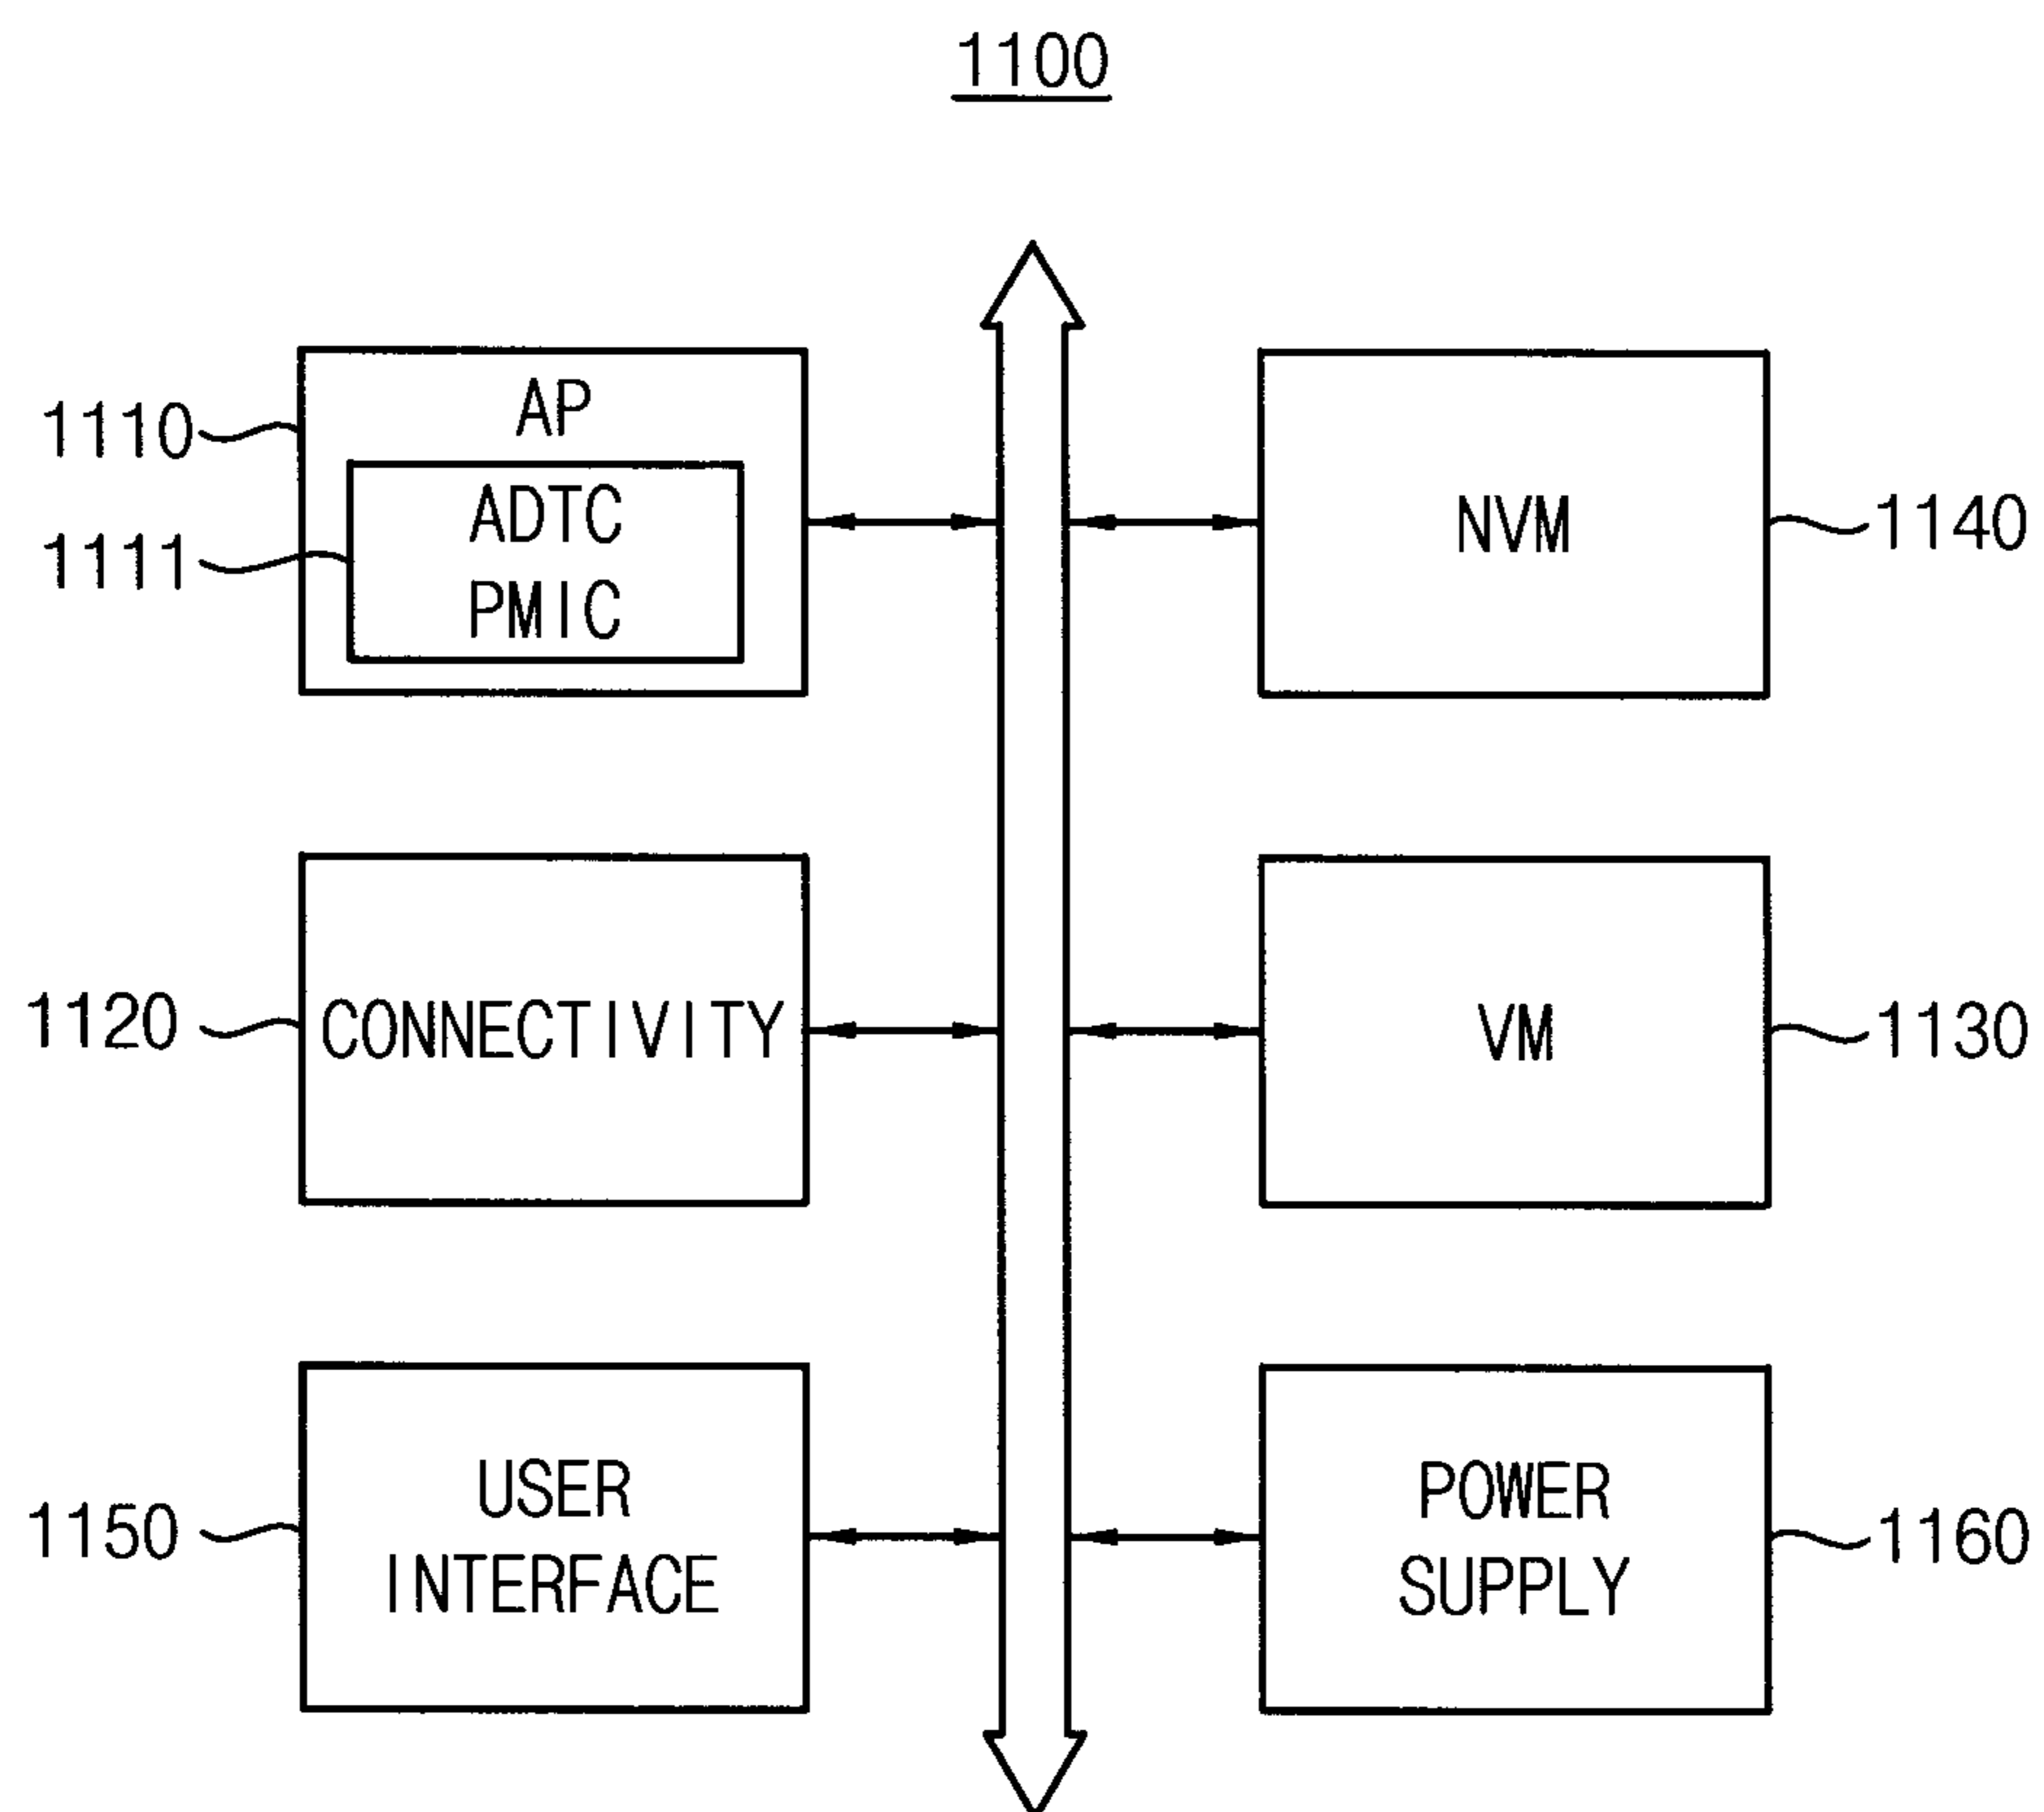 1100
1110
AP
1111
ADTC
PMIC
NVM
1140
1120
CONNECTIVITY
VM
1130
1150
USER
INTERFACE
POWER
SUPPLY
1160